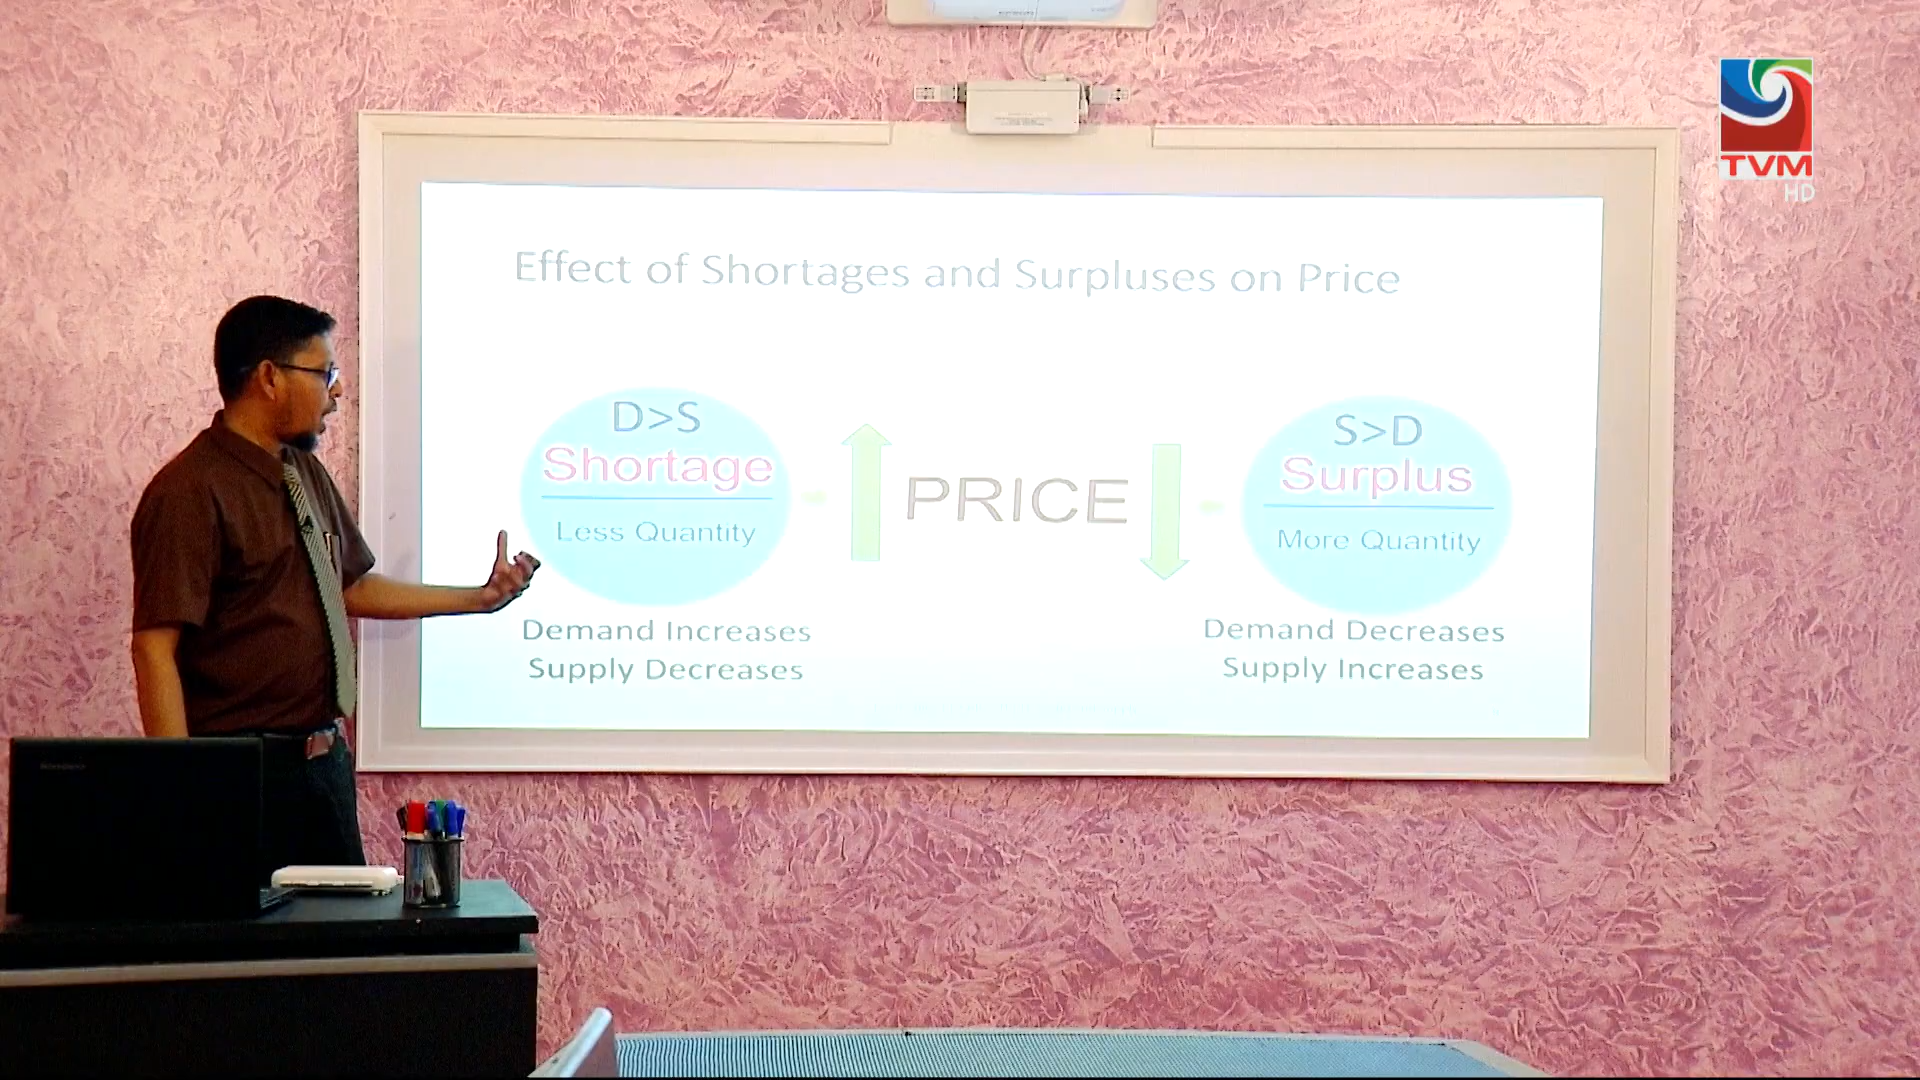 TVM
HD
Effect of Shortages and Surpluses on Price
D>S
Shortage
Less Quantity
PRICE
S>D
Surplus
More Quantity
Demand Increases
Supply Decreases
Demand Decreases
Supply Increases